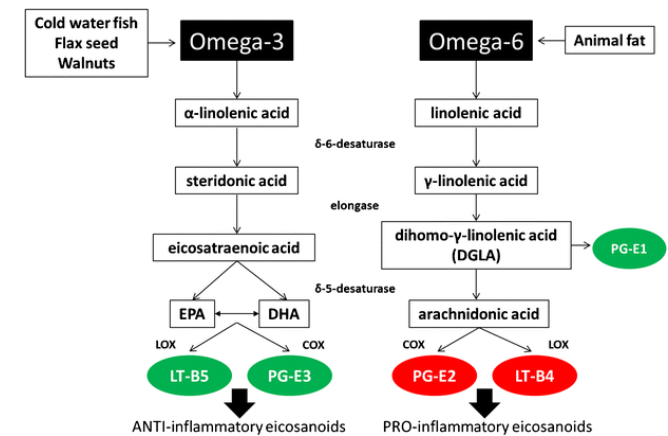 Cold water fish
Flax seed
Walnuts
Omega-3
Omega-6
Animal fat
α-linolenic acid
linolenic acid
δ-6-desaturase
steridonic acid
γ-linolenic acid
elongase
eicosatraenoic acid
dihomo-γ-linolenic acid
(DGLA)
PG-E1
δ-5-desaturase
EPA
DHA
arachnidonic acid
LOX
COX
COX
LOX
LT-B5
PG-E3
PG-E2
LT-B4
ANTI-inflammatory eicosanoids
PRO-inflammatory eicosanoids